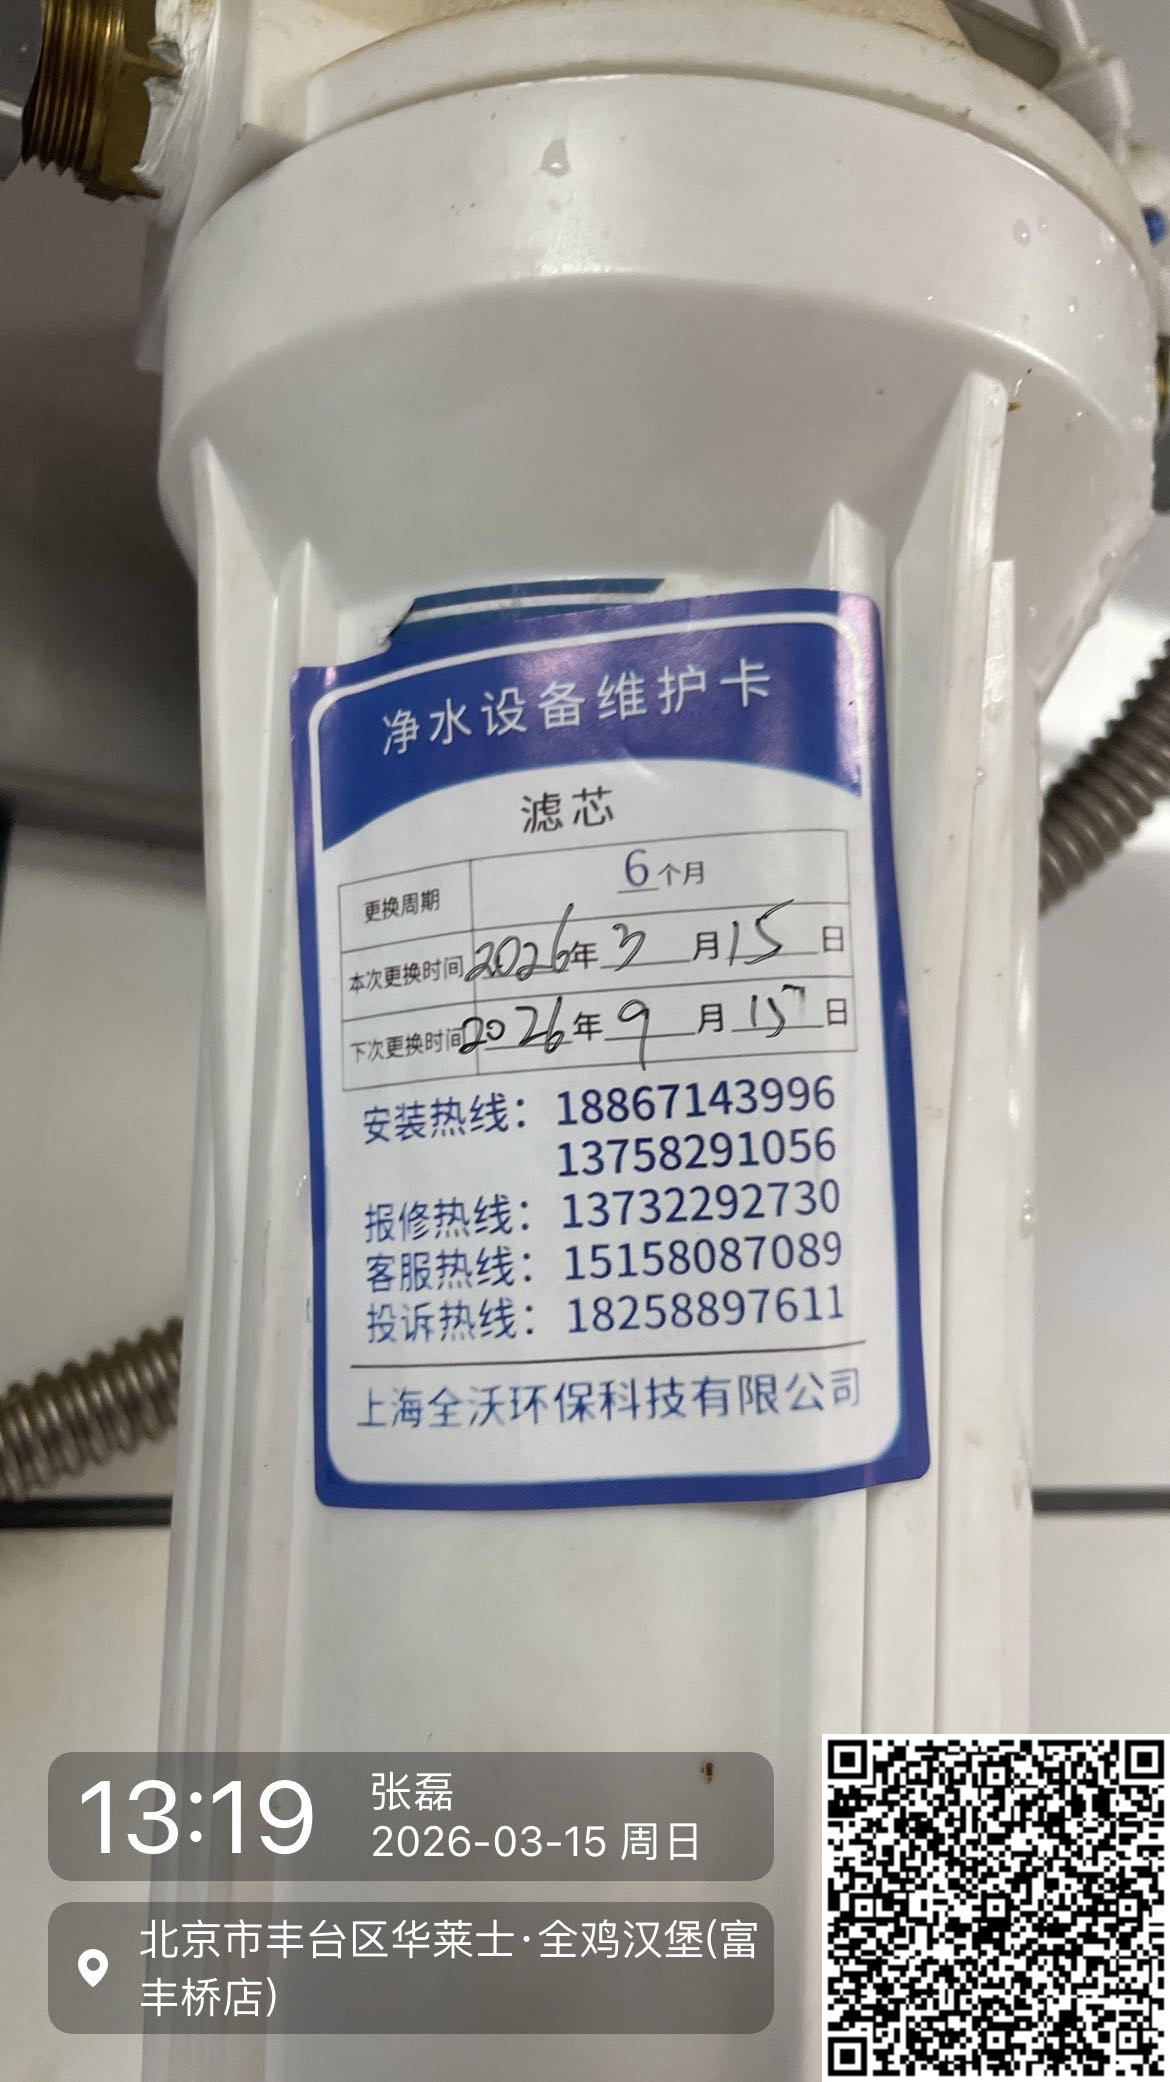 净水设备维护卡
滤芯
更换周期 6个月
本次更换时间 2026年3月15日
下次更换时间 2026年9月15日
安装热线：18867143996
13758291056
报修热线：13732292730
客服热线：15158087089
投诉热线：18258897611
上海全沃环保科技有限公司
13:19
张磊
2026-03-15 周日
北京市丰台区华莱士·全鸡汉堡(富
丰桥店)